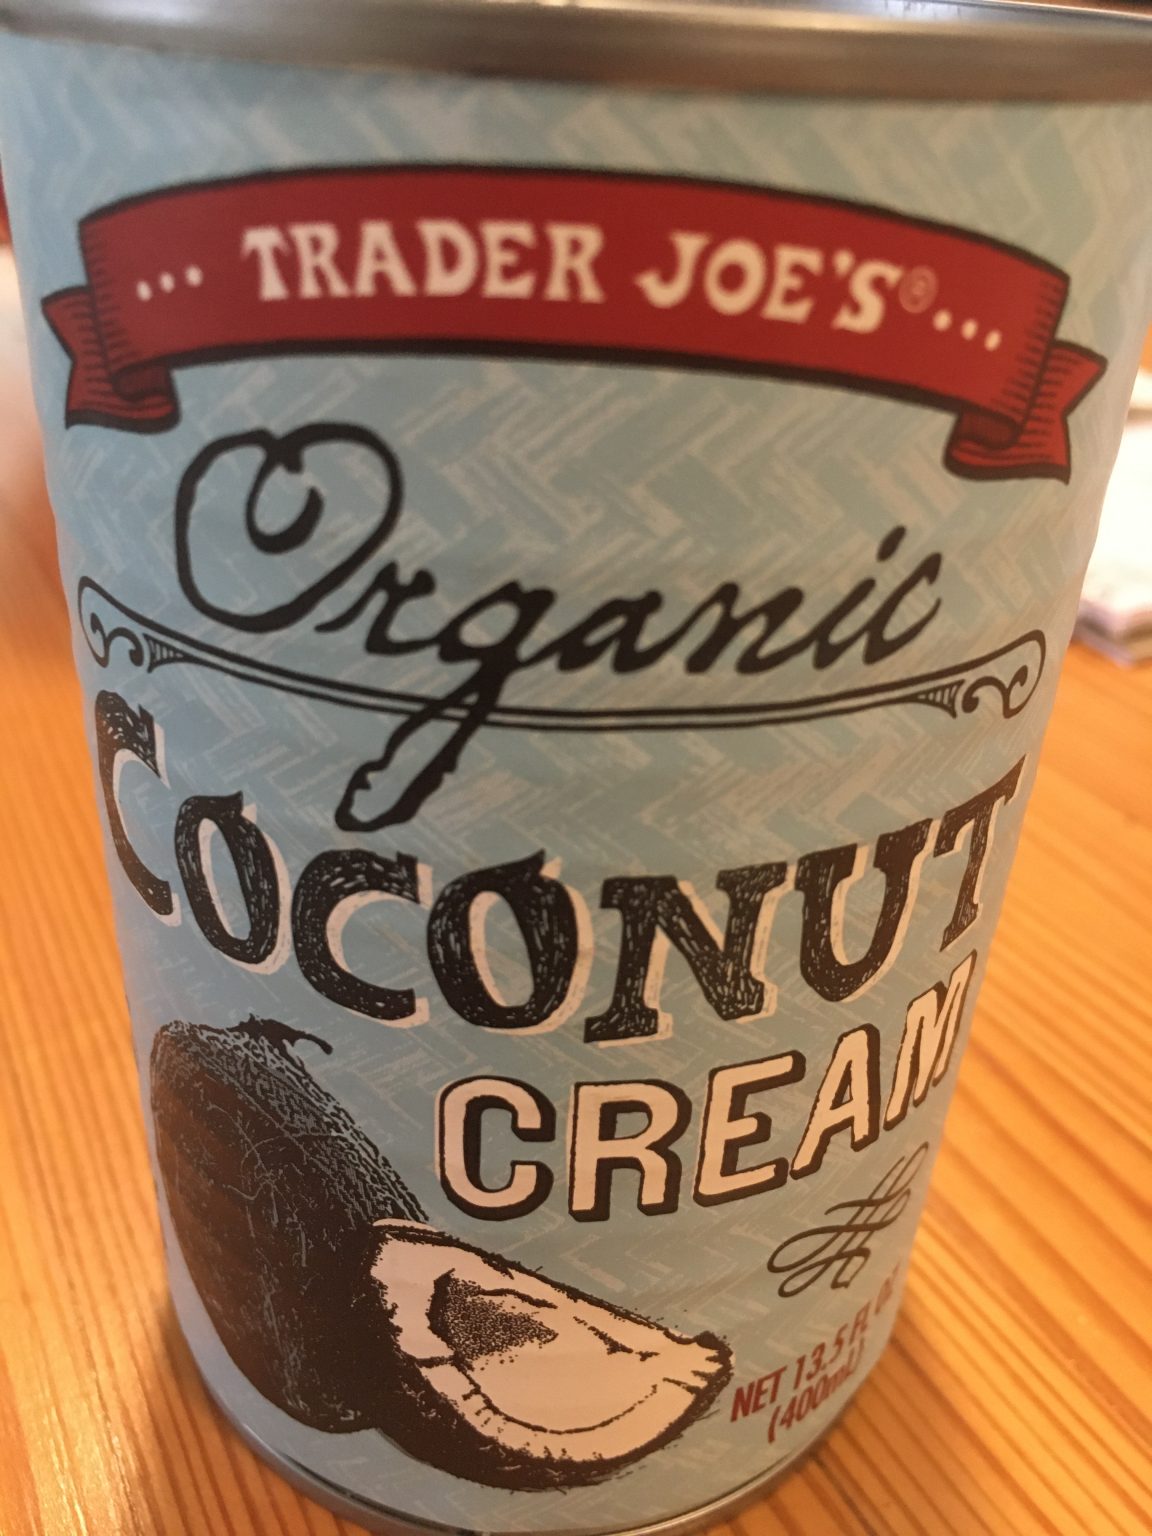 ... TRADER JOE'S® ...
Organic
COCONUT
CREAM
NET 13.5 FL OZ
(400mL)